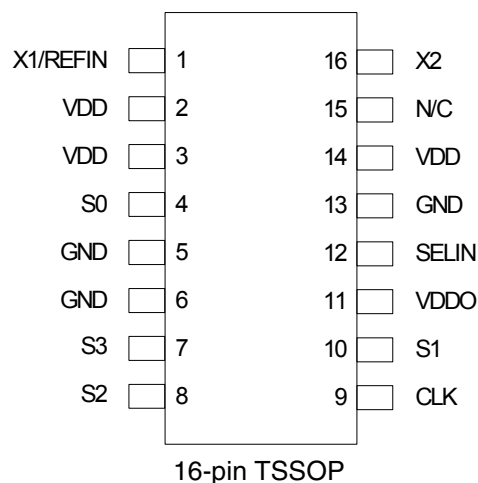 X1/REFIN 1 16 X2
VDD 2 15 N/C
VDD 3 14 VDD
S0 4 13 GND
GND 5 12 SELIN
GND 6 11 VDDO
S3 7 10 S1
S2 8 9 CLK
16-pin TSSOP